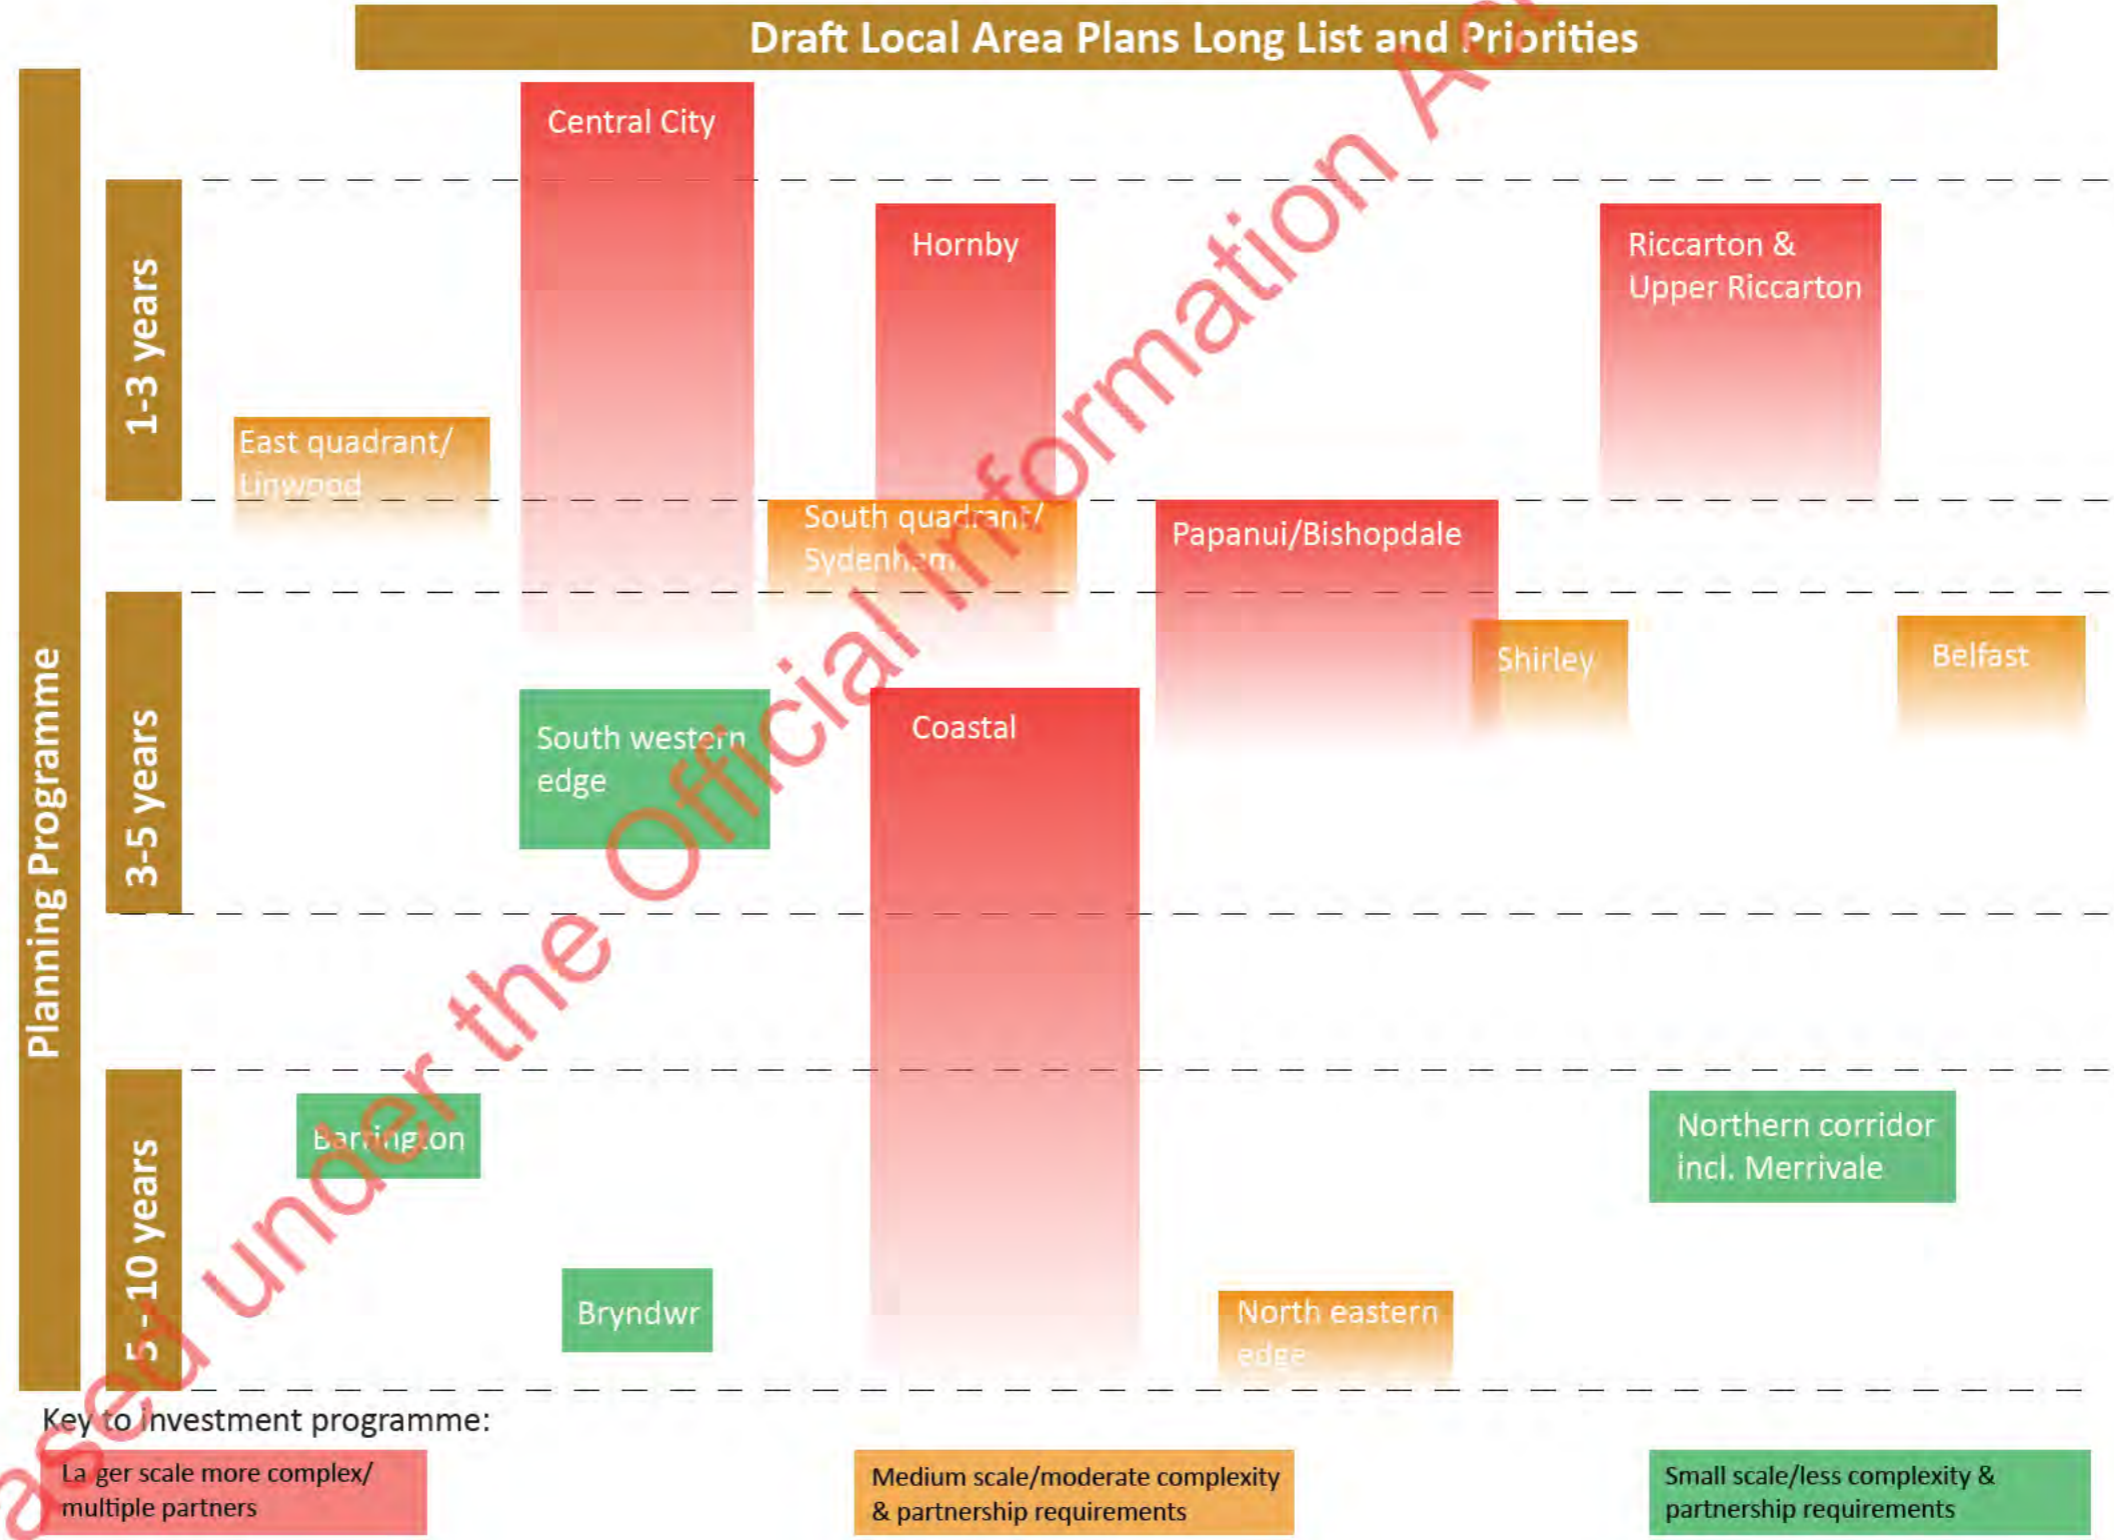 Draft Local Area Plans Long List and Priorities
Planning Programme
1-3 years
3-5 years
5 - 10 years
Central City
Hornby
Riccarton &
Upper Riccarton
East quadrant/
Linwood
South quadrant/
Sydenham
Papanui/Bishopdale
Shirley
Belfast
South western
edge
Coastal
Barrington
Northern corridor
incl. Merrivale
Bryndwr
North eastern
edge
Key to investment programme:
Larger scale more complex/
multiple partners
Medium scale/moderate complexity
& partnership requirements
Small scale/less complexity &
partnership requirements
ased under the Official Information Act